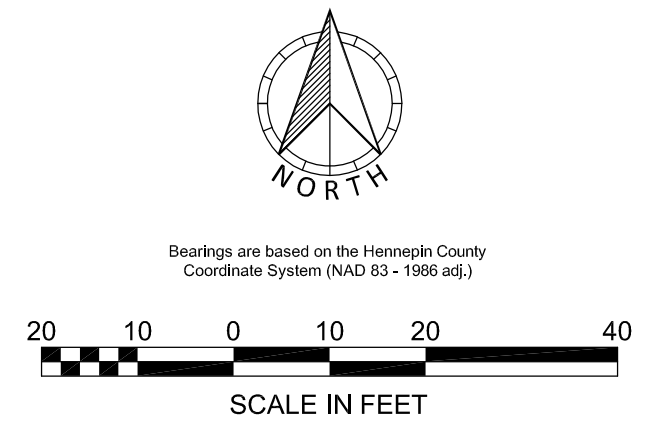 NORTH
Bearings are based on the Hennepin County
Coordinate System (NAD 83 - 1986 adj.)
20 10 0 10 20 40
SCALE IN FEET